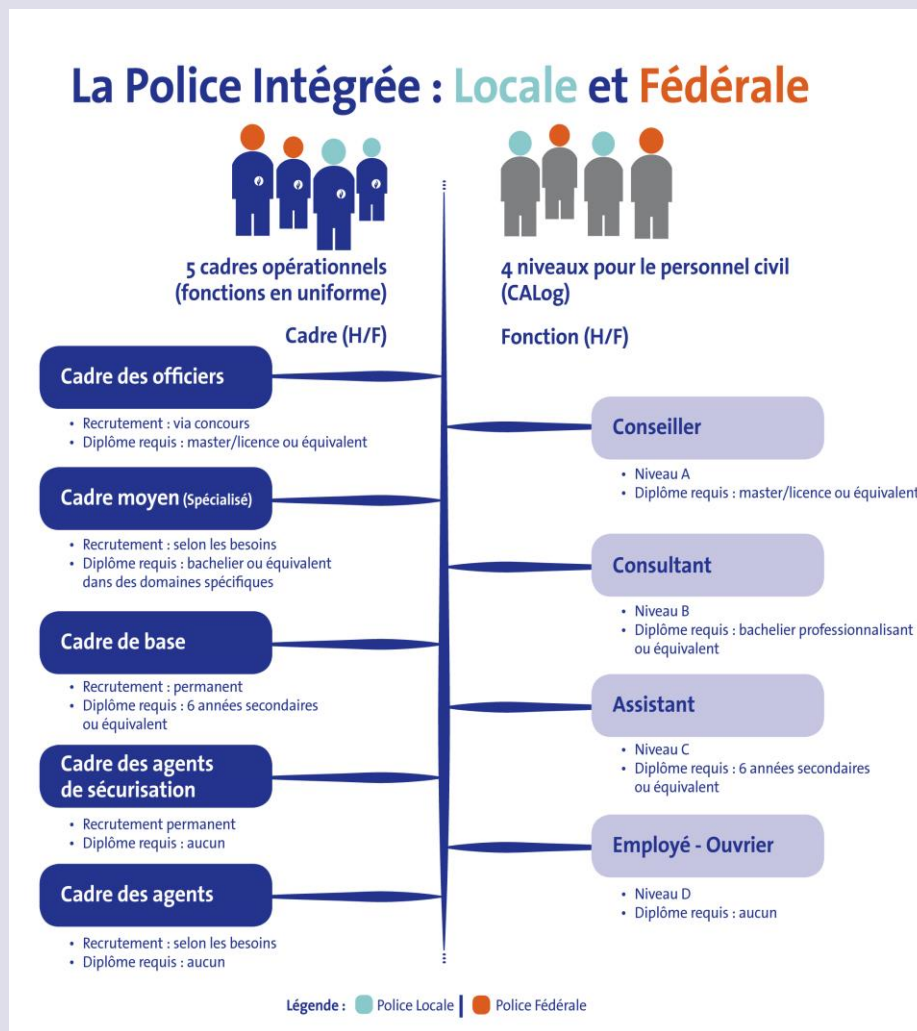 La Police Intégrée : Locale et Fédérale
5 cadres opérationnels
(fonctions en uniforme)
Cadre (H/F)
4 niveaux pour le personnel civil
(CALog)
Fonction (H/F)
Cadre des officiers
• Recrutement : via concours
• Diplôme requis : master/licence ou équivalent
Cadre moyen (Spécialisé)
• Recrutement : selon les besoins
• Diplôme requis : bachelier ou équivalent
dans des domaines spécifiques
Cadre de base
• Recrutement : permanent
• Diplôme requis : 6 années secondaires
ou équivalent
Cadre des agents
de sécurisation
• Recrutement permanent
• Diplôme requis : aucun
Cadre des agents
• Recrutement : selon les besoins
• Diplôme requis : aucun
Conseiller
• Niveau A
• Diplôme requis : master/licence ou équivalent
Consultant
• Niveau B
• Diplôme requis : bachelier professionnalisant
ou équivalent
Assistant
• Niveau C
• Diplôme requis : 6 années secondaires
ou équivalent
Employé - Ouvrier
• Niveau D
• Diplôme requis : aucun
Légende : Police Locale | Police Fédérale